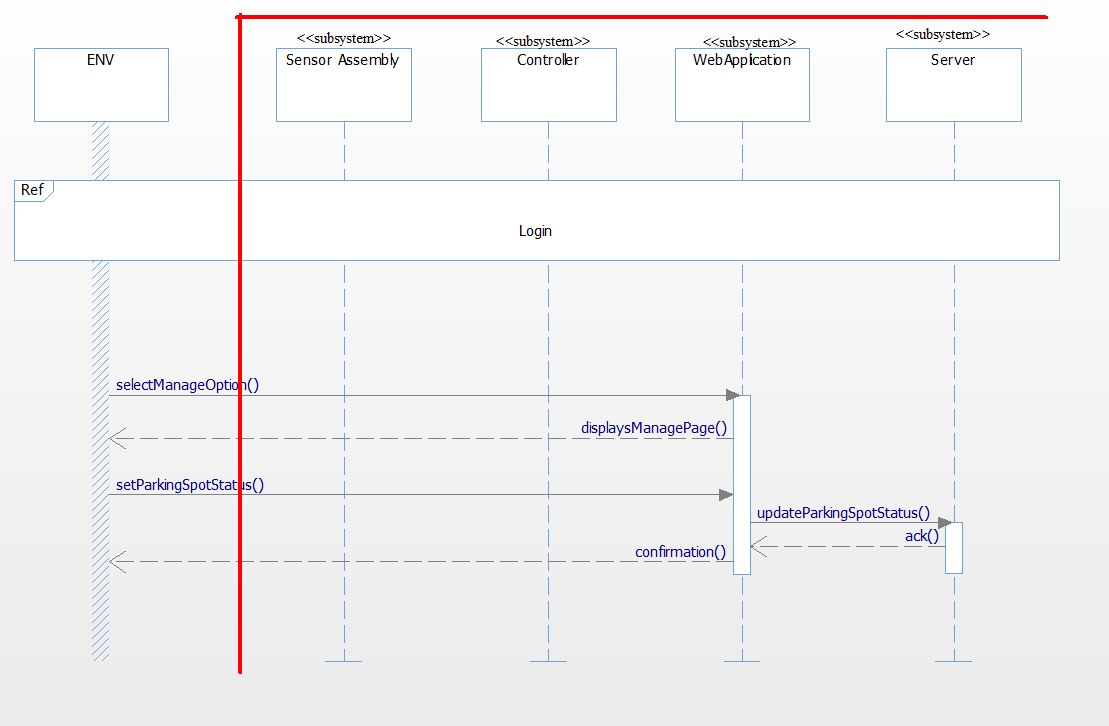 <<subsystem>>
<<subsystem>>
<<subsystem>>
<<subsystem>>
ENV
Sensor Assembly
Controller
WebApplication
Server
Ref
Login
selectManageOption()
displaysManagePage()
setParkingSpotStatus()
updateParkingSpotStatus()
ack()
confirmation()